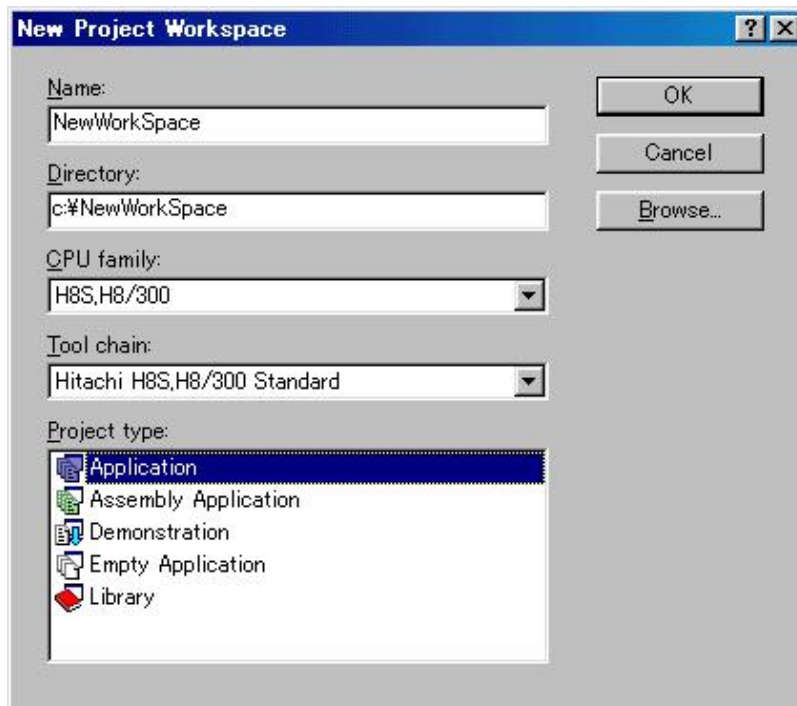 New Project Workspace
Name:
NewWorkSpace
OK
Cancel
Directory:
c:¥NewWorkSpace
Browse...
CPU family:
H8S,H8/300
Tool chain:
Hitachi H8S,H8/300 Standard
Project type:
Application
Assembly Application
Demonstration
Empty Application
Library